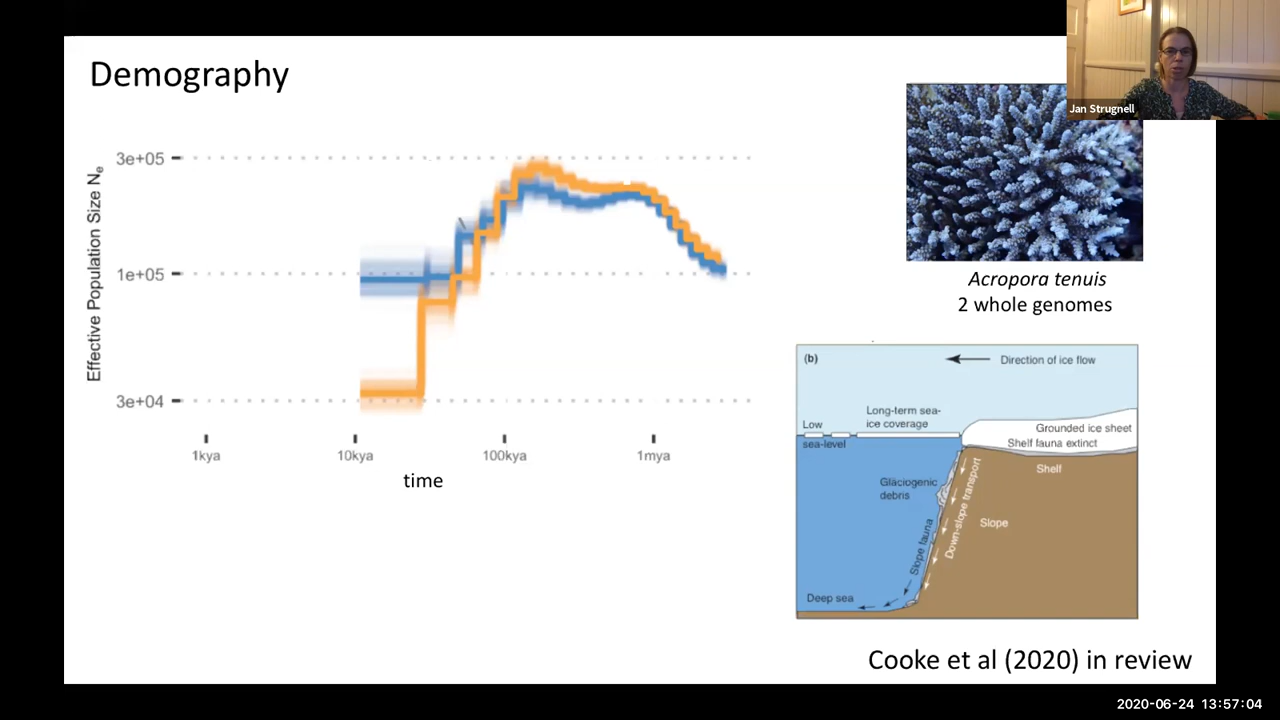 Demography
Jan Strugnell
3e+05
1e+05
3e+04
Effective Population Size Ne
1kya
10kya
100kya
1mya
time
Acropora tenuis
2 whole genomes
(b)
Direction of ice flow
Long-term sea-
ice coverage
Low
sea-level
Grounded ice sheet
Shelf fauna extinct
Shelf
Glaciogenic
debris
Down-slope transport
Slope
Slope fauna
Deep sea
Cooke et al (2020) in review
2020-06-24 13:57:04